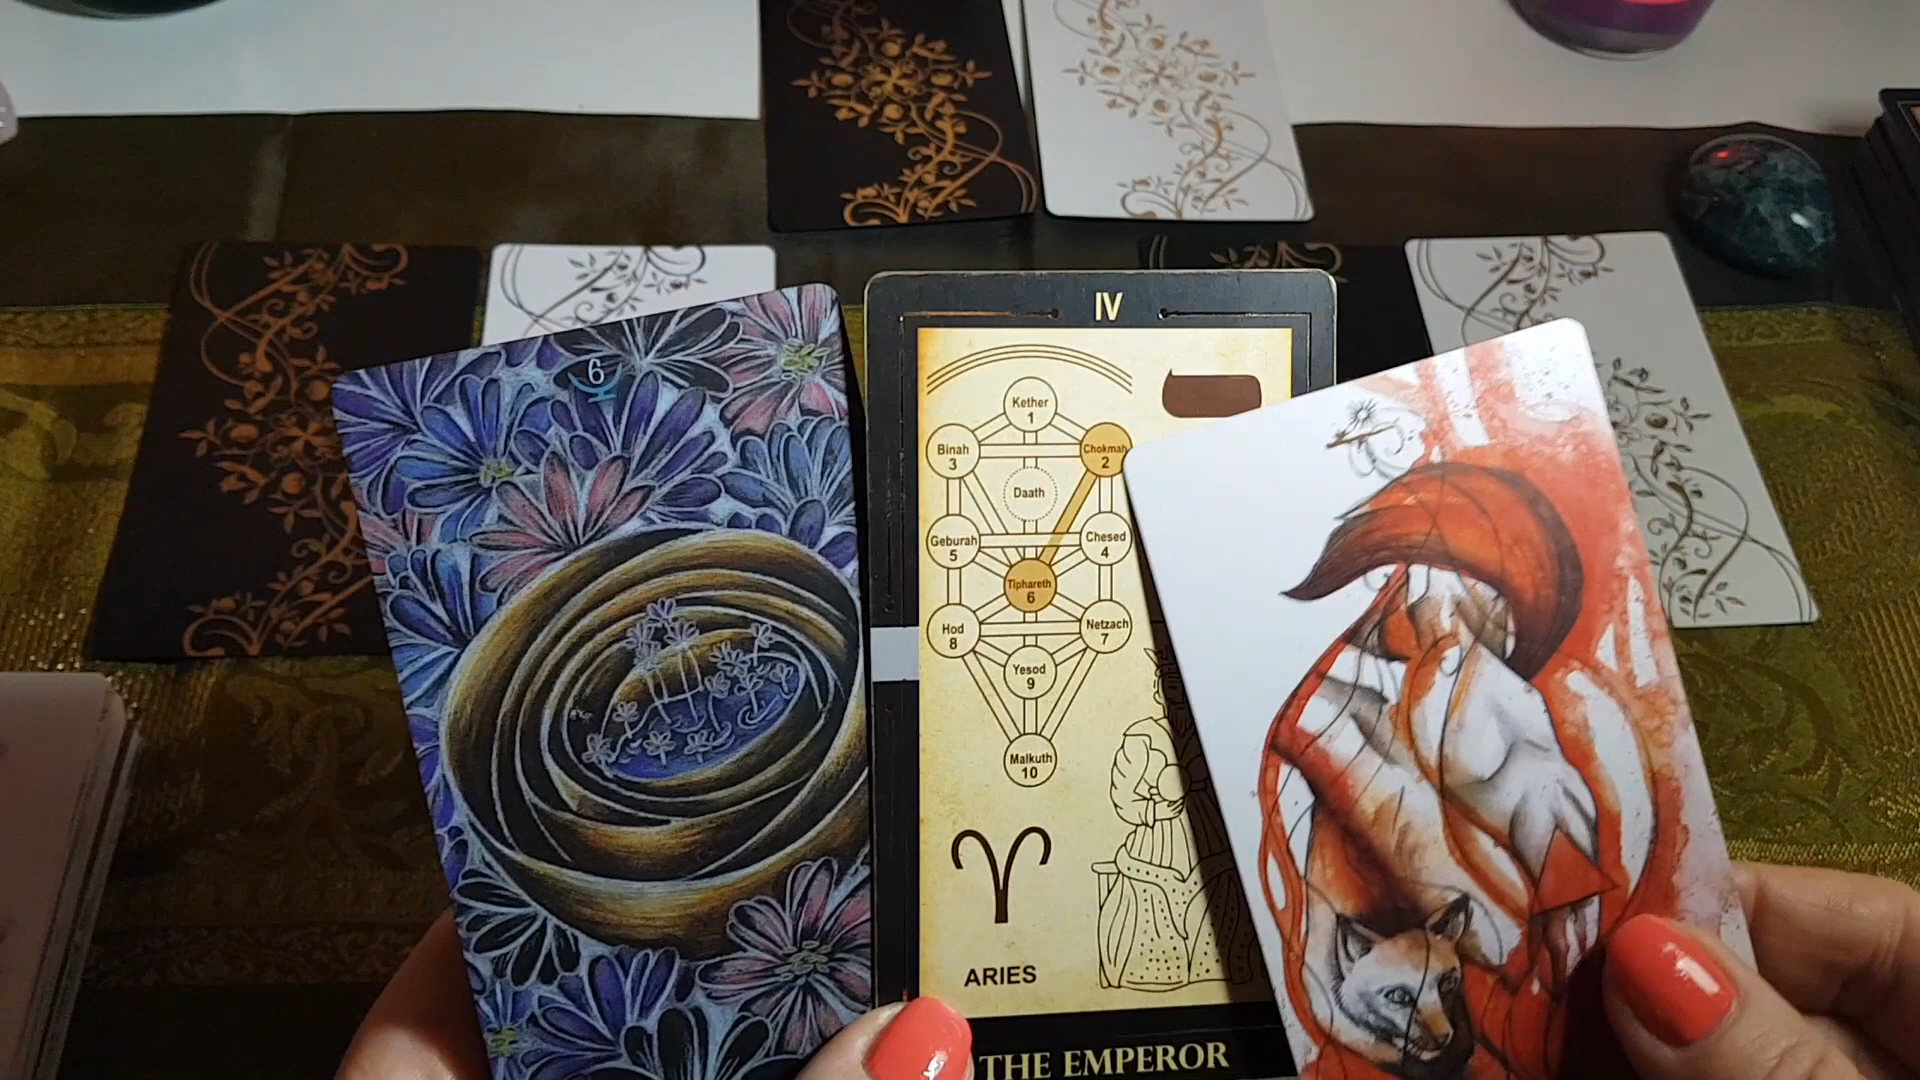 6
IV
Kether
1
Binah
3
Chokmah
2
Daath
Geburah
5
Chesed
4
Tiphareth
6
Hod
8
Netzach
7
Yesod
9
Malkuth
10
ARIES
THE EMPEROR